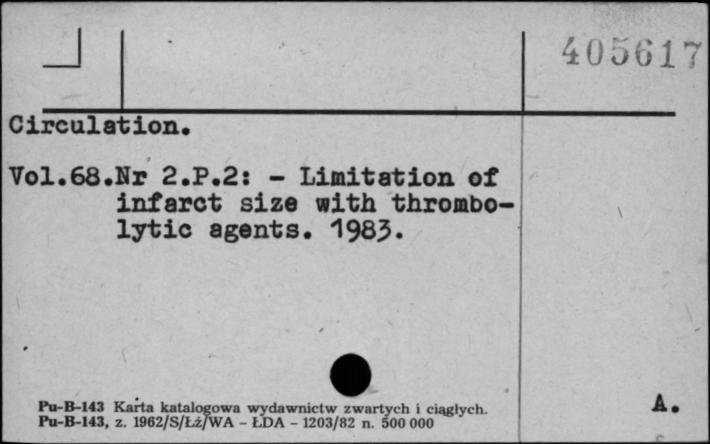 405617
Circulation.
Vol.68.Nr 2.P.2: - Limitation of
infarct size with thrombo-
lytic agents. 1983.
A.
Pu-B-143 Karta katalogowa wydawnictw zwartych i ciągłych.
Pu-B-143, z. 1962/S/Łź/WA - ŁDA - 1203/82 n. 500 000